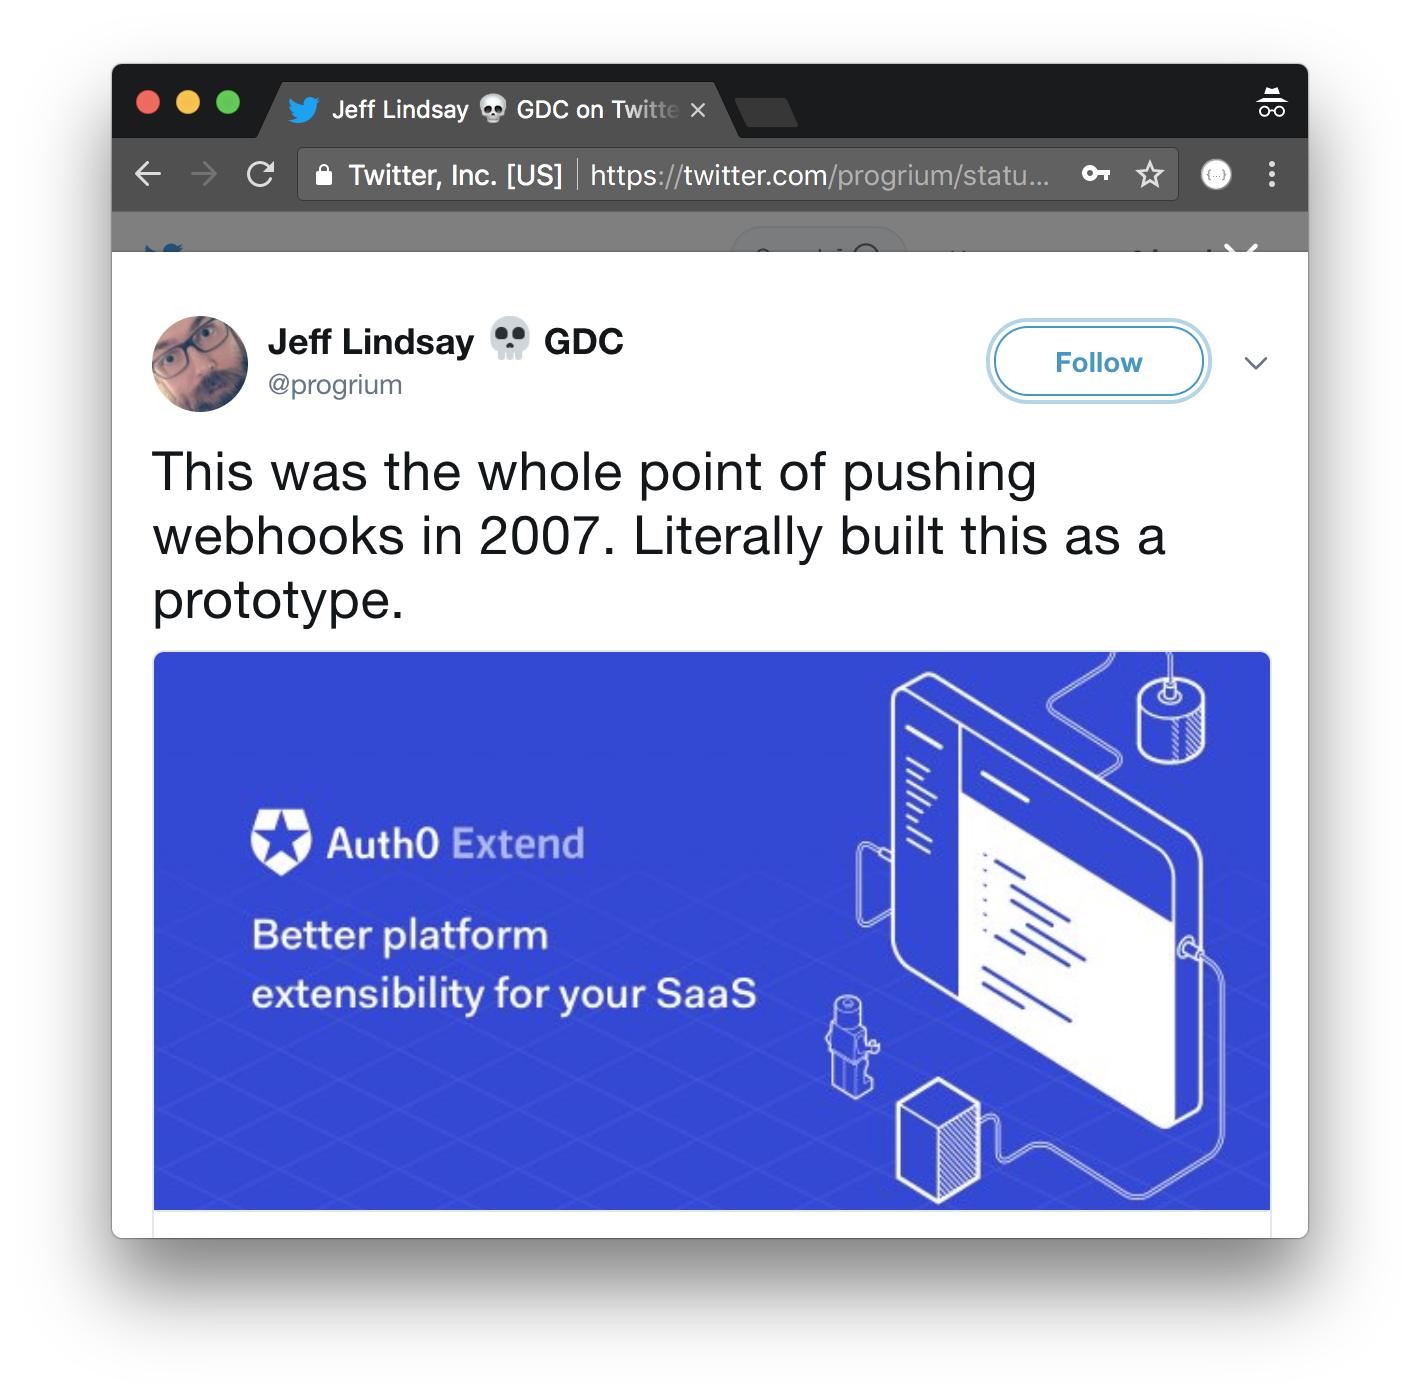 Jeff Lindsay 💀 GDC on Twitte
Twitter, Inc. [US] https://twitter.com/progrium/statu...
{...}
Jeff Lindsay 💀 GDC
@progrium
Follow
This was the whole point of pushing
webhooks in 2007. Literally built this as a
prototype.
Auth0 Extend
Better platform
extensibility for your SaaS